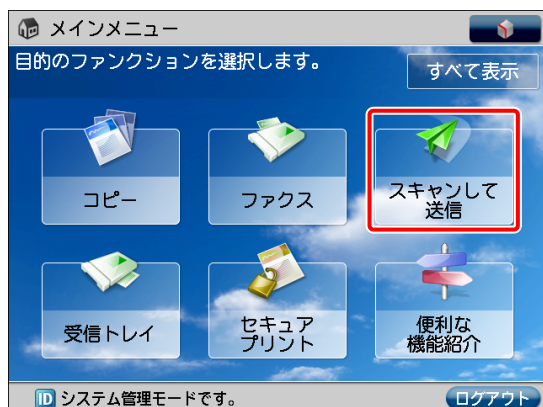 メインメニュー
目的のファンクションを選択します。
すべて表示
コピー
ファクス
スキャンして
送信
受信トレイ
セキュア
プリント
便利な
機能紹介
ID システム管理モードです。
ログアウト